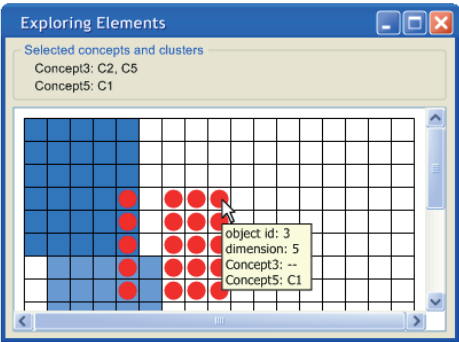 Exploring Elements
Selected concepts and clusters
Concept3: C2, C5
Concept5: C1
object id: 3
dimension: 5
Concept3: --
Concept5: C1